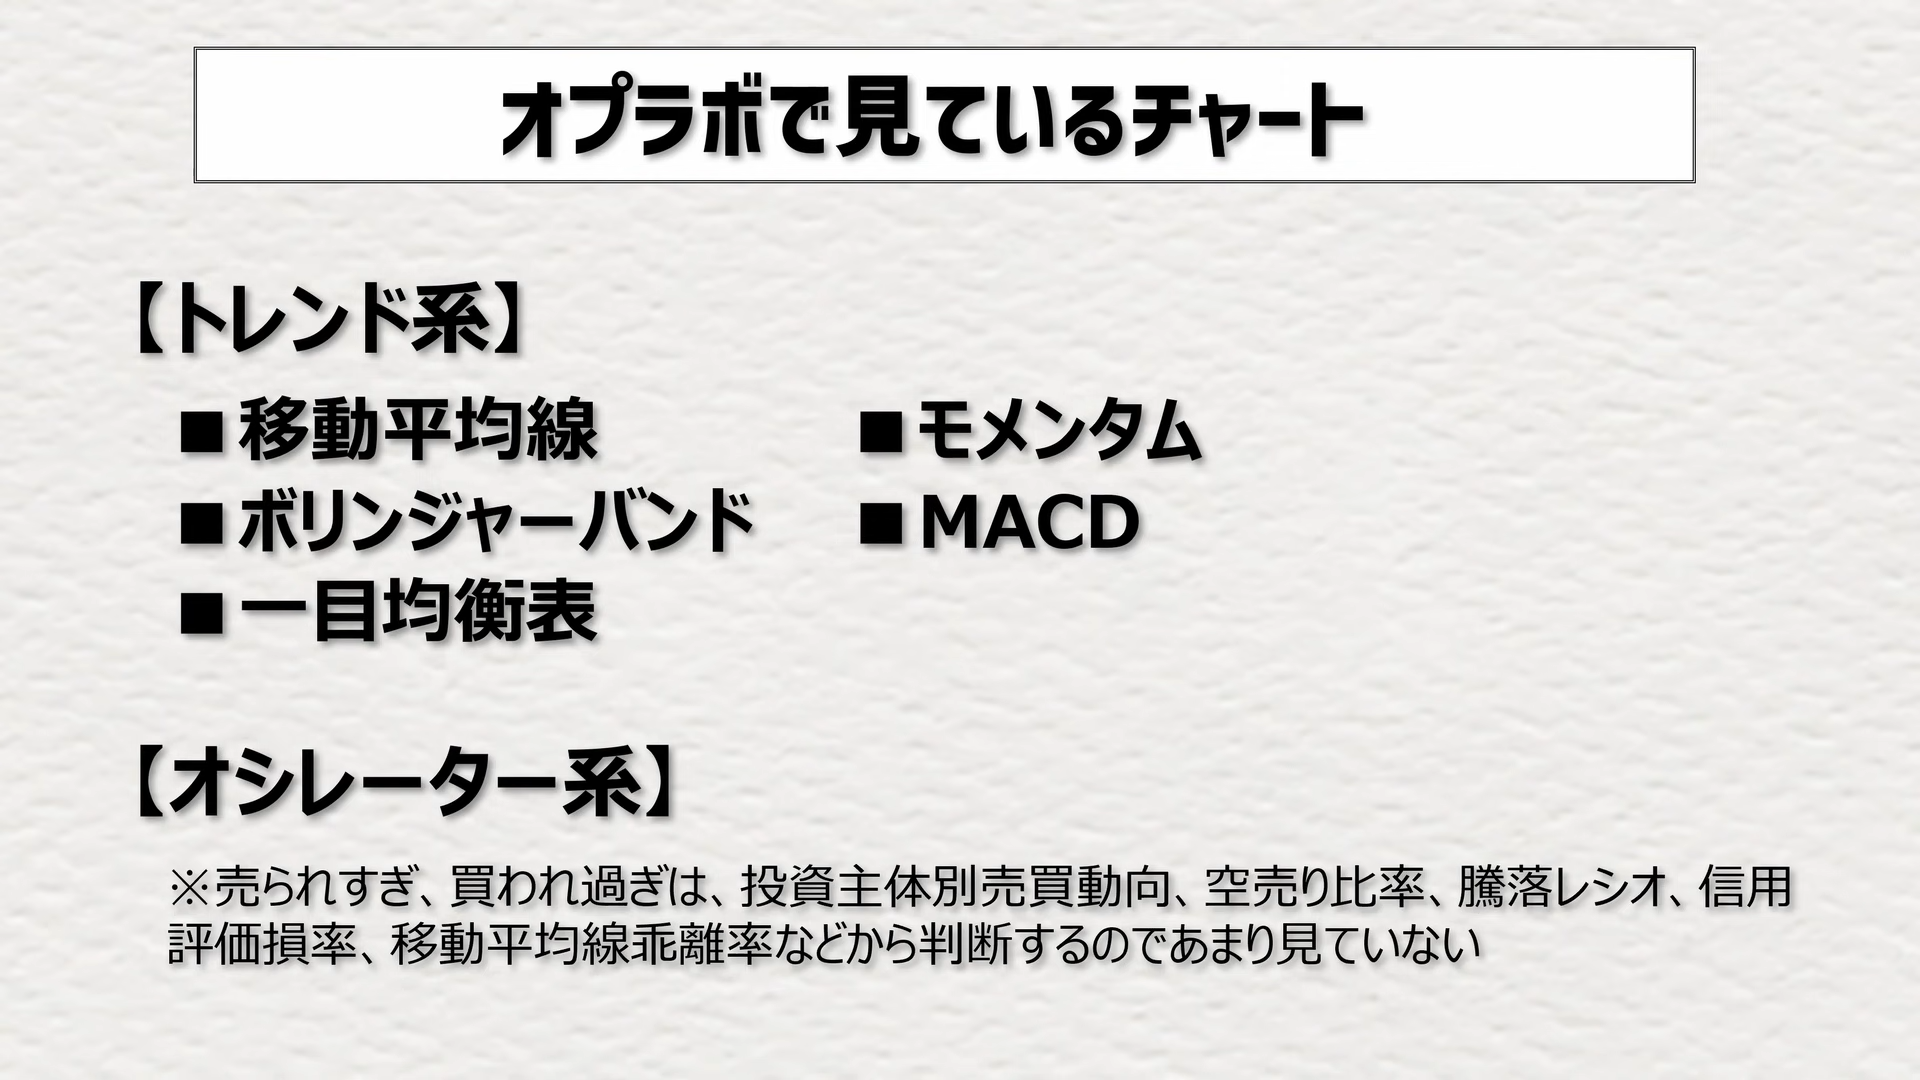 オプラボで見ているチャート
【トレンド系】
■移動平均線
■ボリンジャーバンド
■一目均衡表
■モメンタム
■MACD
【オシレーター系】
※売られすぎ、買われ過ぎは、投資主体別売買動向、空売り比率、騰落レシオ、信用
評価損率、移動平均線乖離率などから判断するのであまり見ていない